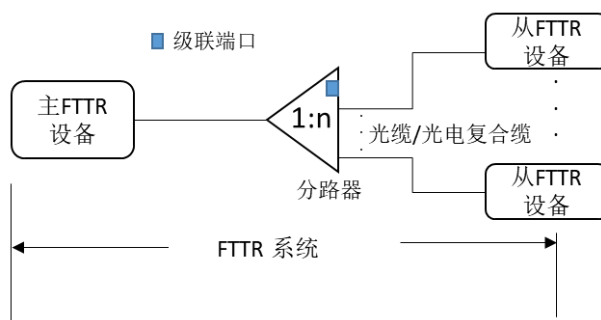 级联端口
从FTTR
设备
主FTTR
设备
1:n
光缆/光电复合缆
分路器
从FTTR
设备
FTTR 系统